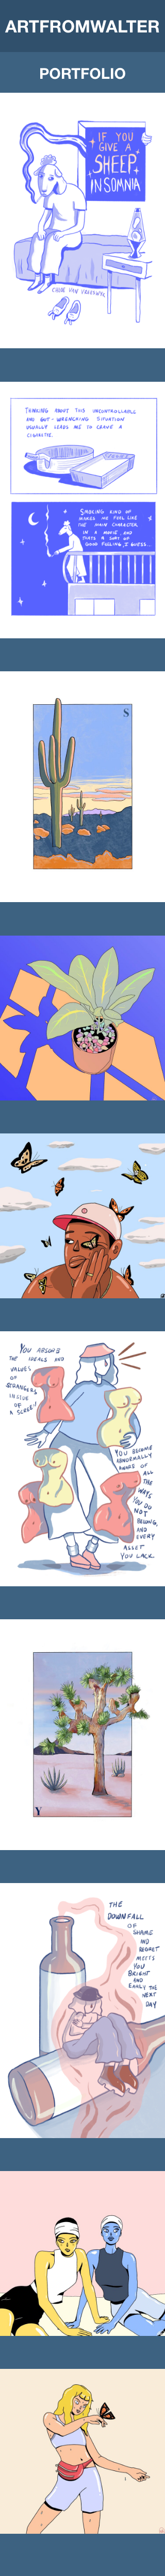 ARTFROMWALTER
PORTFOLIO
IF YOU
GIVE A
SHEEP
INSOMNIA
THINKING ABOUT THIS UNCONTROLLABLE
AND GUT-WRENCHING SITUATION
USUALLY LEADS ME TO CRAVE A
CIGARETTE.
SMOKING KIND OF
MAKES ME FEEL LIKE
THE MAIN CHARACTER
IN A MOVIE, AND
THAT'S A SORT OF
GOOD FEELING, I GUESS...
S
YOU ABSORB
THE IDEALS AND
VALUES
OF
STRANGERS
INSIDE
OF
A SCREEN
YOU BECOME
ABNORMALLY
AWARE OF
ALL
THE
WAYS
YOU DO
NOT
BELONG,
AND
EVERY
ASSET
YOU LACK
Y
THE
DOWNFALL
OF
SHAME
AND
REGRET
MEETS
YOU
BRIGHT
AND
EARLY THE
NEXT
DAY